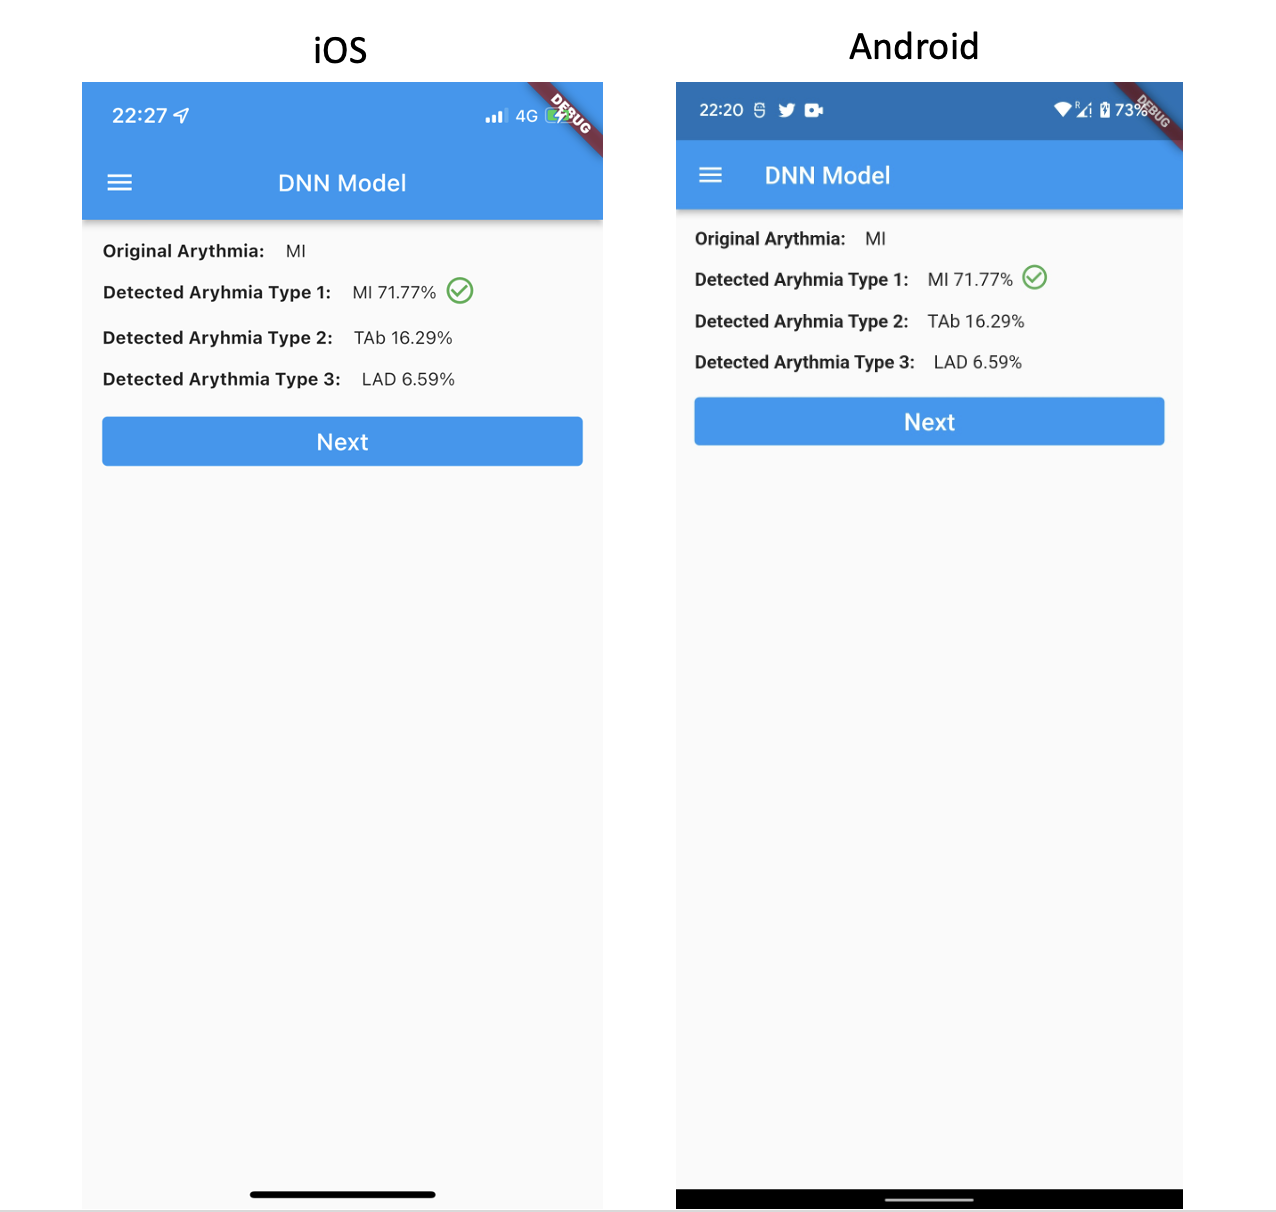 iOS
22:27
4G
DEBUG
DNN Model
Original Arythmia: MI
Detected Aryhmia Type 1: MI 71.77%
Detected Aryhmia Type 2: TAb 16.29%
Detected Arythmia Type 3: LAD 6.59%
Next
Android
22:20
R
73%
DEBUG
DNN Model
Original Arythmia: MI
Detected Aryhmia Type 1: MI 71.77%
Detected Aryhmia Type 2: TAb 16.29%
Detected Arythmia Type 3: LAD 6.59%
Next